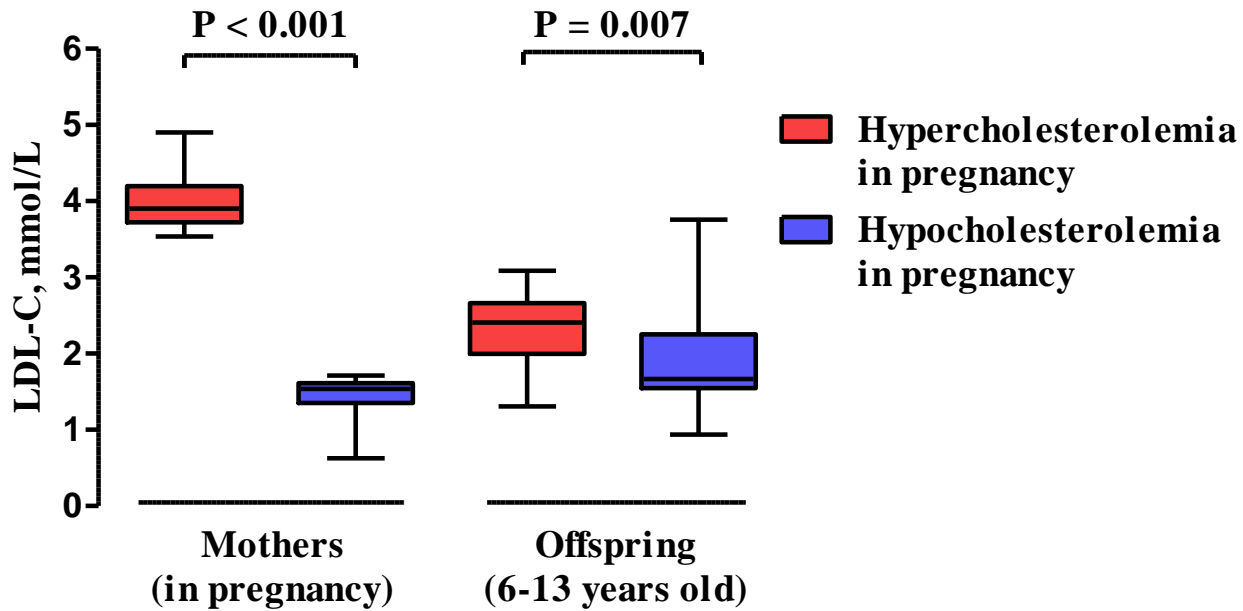 P < 0.001
P = 0.007
LDL-C, mmol/L
6
5
4
3
2
1
0
Hypercholesterolemia
in pregnancy
Hypocholesterolemia
in pregnancy
Mothers
(in pregnancy)
Offspring
(6-13 years old)